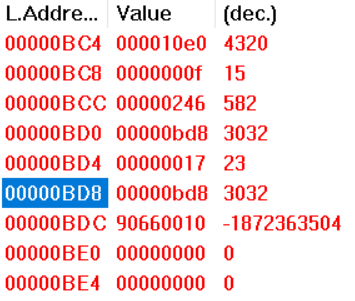 L.Addre... Value (dec.)
00000BC4 000010e0 4320
00000BC8 0000000f 15
00000BCC 00000246 582
00000BD0 00000bd8 3032
00000BD4 00000017 23
00000BD8 00000bd8 3032
00000BDC 90660010 -1872363504
00000BE0 00000000 0
00000BE4 00000000 0